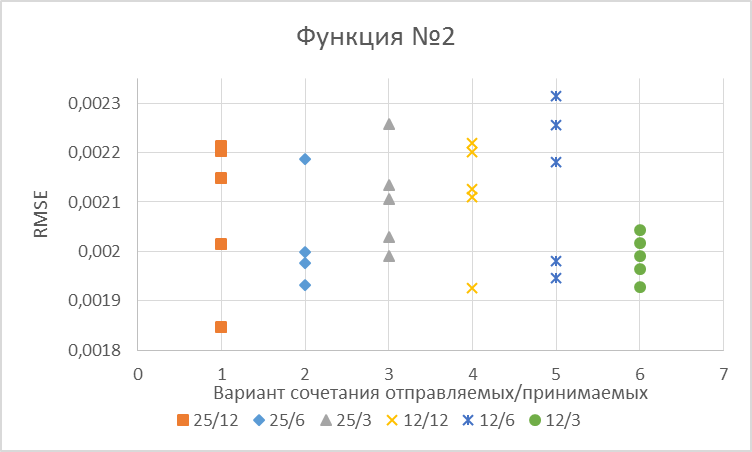 Функция №2
RMSE
0,0023
0,0022
0,0021
0,002
0,0019
0,0018
0 1 2 3 4 5 6 7
Вариант сочетания отправляемых/принимаемых
25/12 25/6 25/3 12/12 12/6 12/3